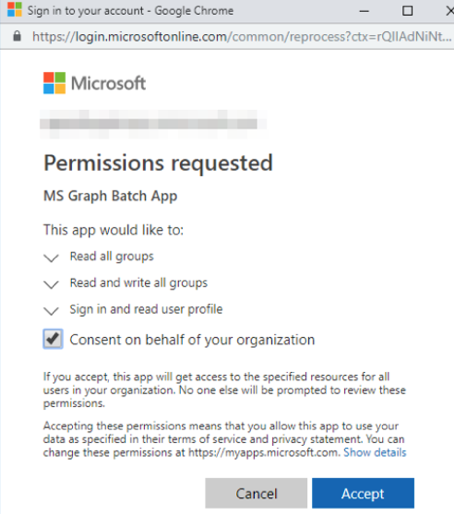 Sign in to your account - Google Chrome
https://login.microsoftonline.com/common/reprocess?ctx=rQIIAdNiNt...
Microsoft
Permissions requested
MS Graph Batch App
This app would like to:
Read all groups
Read and write all groups
Sign in and read user profile
Consent on behalf of your organization
If you accept, this app will get access to the specified resources for all
users in your organization. No one else will be prompted to review these
permissions.
Accepting these permissions means that you allow this app to use your
data as specified in their terms of service and privacy statement. You can
change these permissions at https://myapps.microsoft.com. Show details
Cancel
Accept